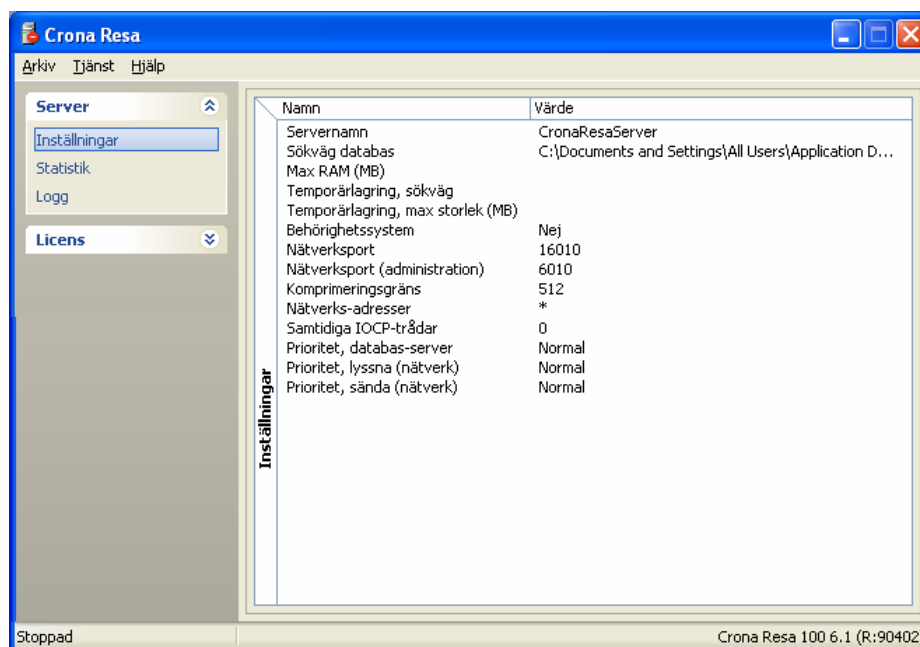 Crona Resa
Arkiv Tjänst Hjälp
Server
Inställningar
Statistik
Logg
Licens
Inställningar
Namn Värde
Servernamn CronaResaServer
Sökväg databas C:\Documents and Settings\All Users\Application D...
Max RAM (MB)
Temporärlagring, sökväg
Temporärlagring, max storlek (MB)
Behörighetssystem Nej
Nätverksport 16010
Nätverksport (administration) 6010
Komprimeringsgräns 512
Nätverks-adresser *
Samtidiga IOCP-trådar 0
Prioritet, databas-server Normal
Prioritet, lyssna (nätverk) Normal
Prioritet, sända (nätverk) Normal
Stoppad Crona Resa 100 6.1 (R:90402